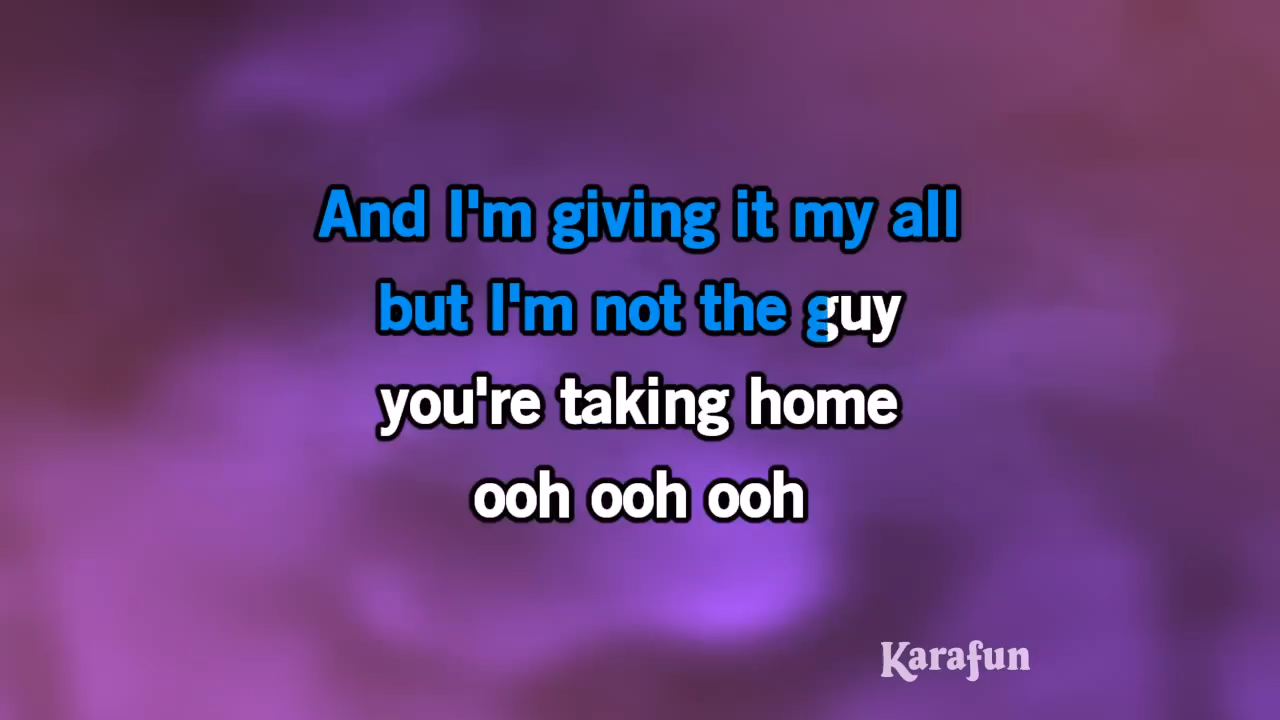 And I'm giving it my all
but I'm not the guy
you're taking home
ooh ooh ooh
Karafun